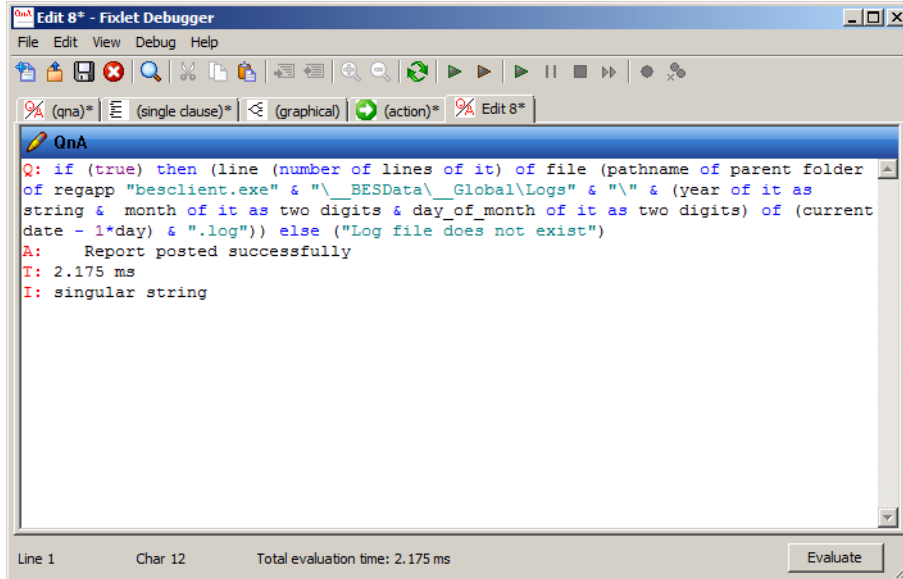 QnA Edit 8* - Fixlet Debugger
File Edit View Debug Help
(qna)* (single clause)* (graphical) (action)* Edit 8*
QnA
Q: if (true) then (line (number of lines of it) of file (pathname of parent folder
of regapp "besclient.exe" & "\__BESData\__Global\Logs" & "\" & (year of it as
string &  month of it as two digits & day_of_month of it as two digits) of (current
date - 1*day) & ".log")) else ("Log file does not exist")
A:    Report posted successfully
T: 2.175 ms
I: singular string
Line 1 Char 12 Total evaluation time: 2.175 ms Evaluate